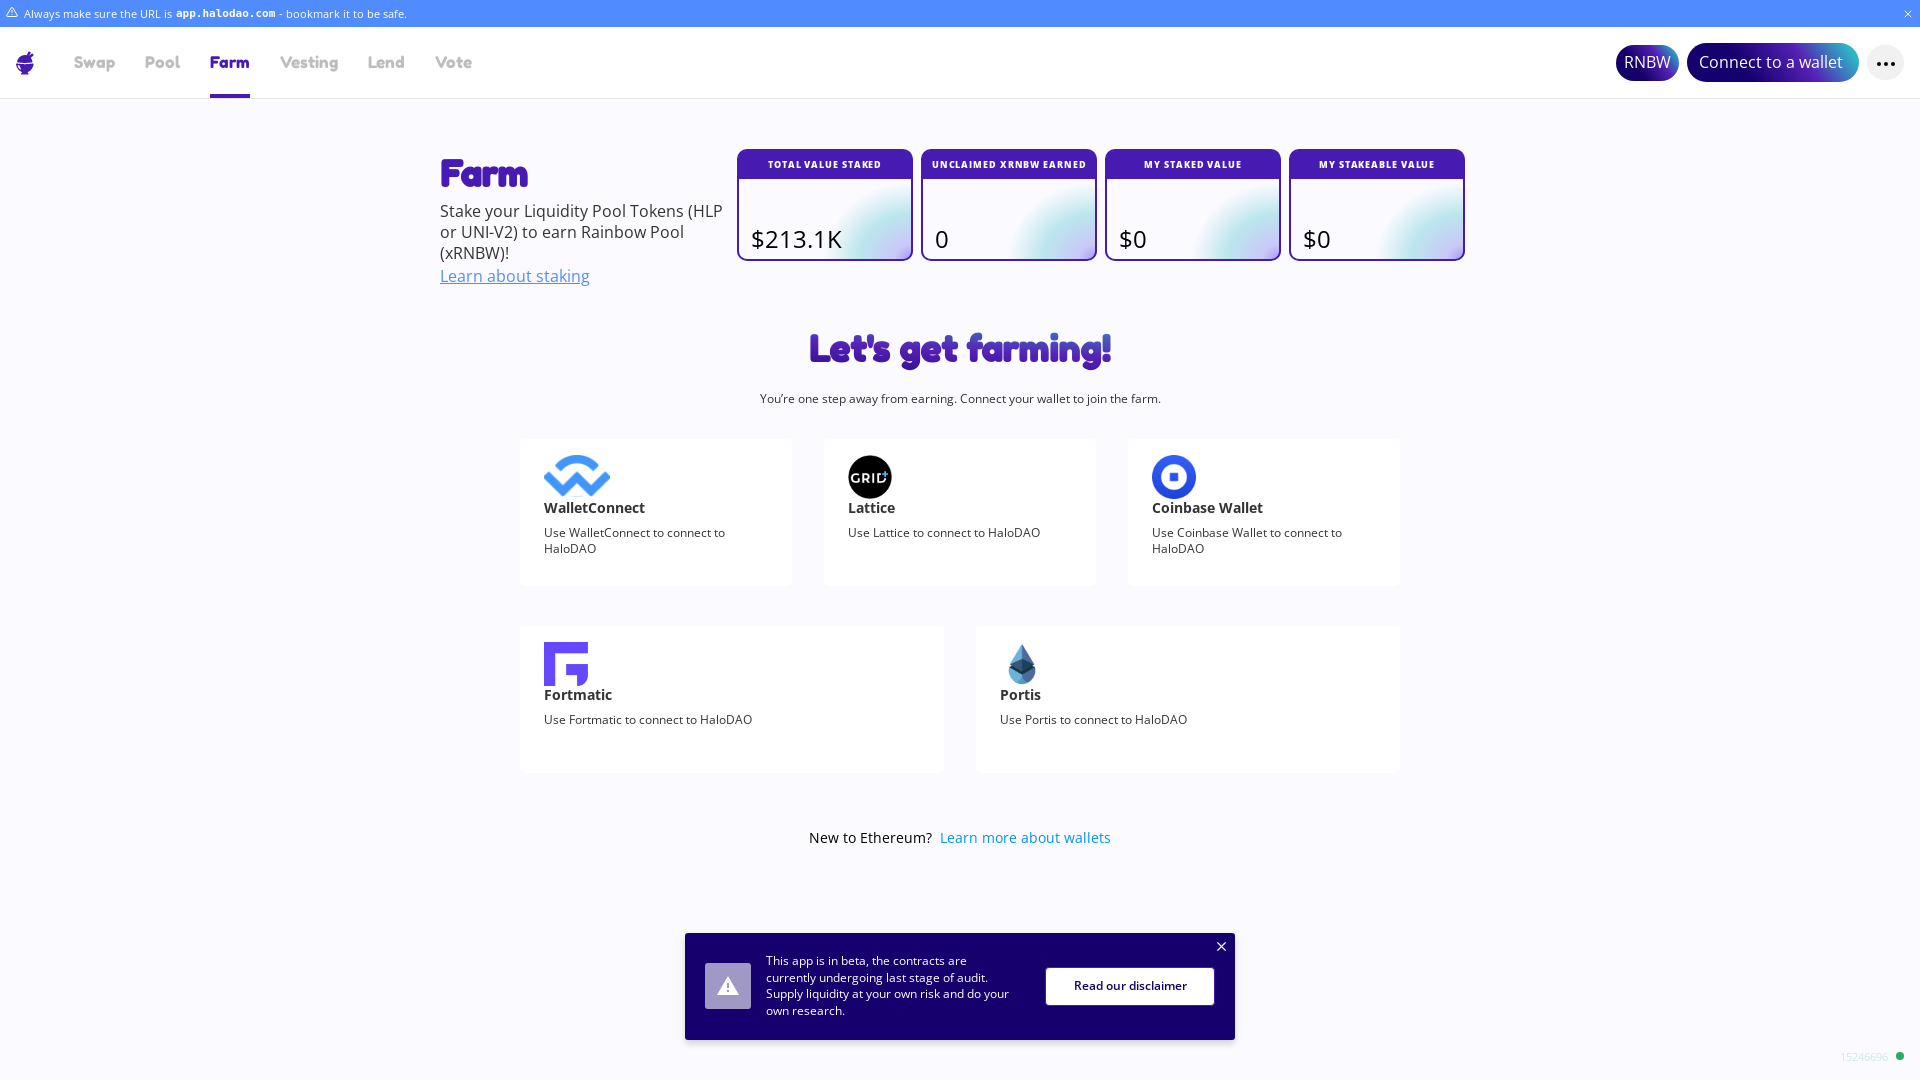 Always make sure the URL is app.halodao.com - bookmark it to be safe.
Swap Pool Farm Vesting Lend Vote
RNBW
Connect to a wallet
Farm
Stake your Liquidity Pool Tokens (HLP
or UNI-V2) to earn Rainbow Pool
(xRNBW)!
Learn about staking
TOTAL VALUE STAKED
$213.1K
UNCLAIMED XRNBW EARNED
0
MY STAKED VALUE
$0
MY STAKEABLE VALUE
$0
Let's get farming!
You’re one step away from earning. Connect your wallet to join the farm.
WalletConnect
Use WalletConnect to connect to
HaloDAO
GRID+
Lattice
Use Lattice to connect to HaloDAO
Coinbase Wallet
Use Coinbase Wallet to connect to
HaloDAO
Fortmatic
Use Fortmatic to connect to HaloDAO
Portis
Use Portis to connect to HaloDAO
New to Ethereum? Learn more about wallets
This app is in beta, the contracts are
currently undergoing last stage of audit.
Supply liquidity at your own risk and do your
own research.
Read our disclaimer
15246696